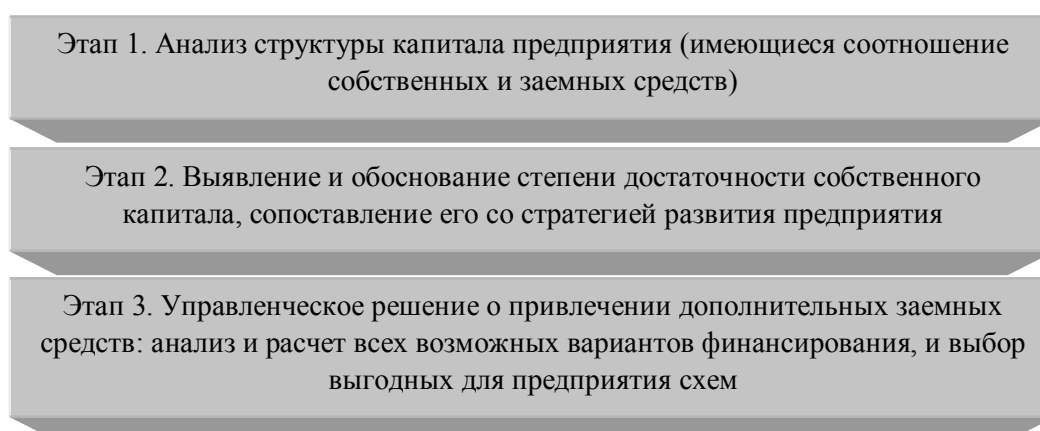 Этап 1. Анализ структуры капитала предприятия (имеющиеся соотношение
собственных и заемных средств)
Этап 2. Выявление и обоснование степени достаточности собственного
капитала, сопоставление его со стратегией развития предприятия
Этап 3. Управленческое решение о привлечении дополнительных заемных
средств: анализ и расчет всех возможных вариантов финансирования, и выбор
выгодных для предприятия схем